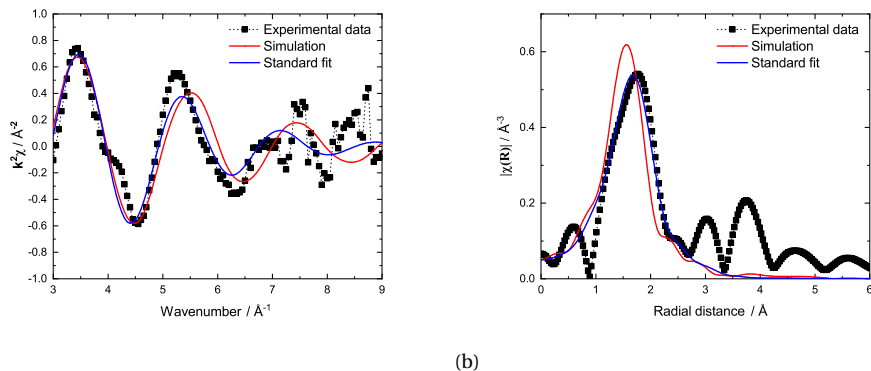 1.0
0.8
0.6
0.4
0.2
0.0
-0.2
-0.4
-0.6
-0.8
-1.0
k²χ / Å⁻²
3 4 5 6 7 8 9
Wavenumber / Å⁻¹
Experimental data
Simulation
Standard fit
0.6
0.4
0.2
0.0
|χ(R)| / Å⁻³
0 1 2 3 4 5 6
Radial distance / Å
Experimental data
Simulation
Standard fit
(b)